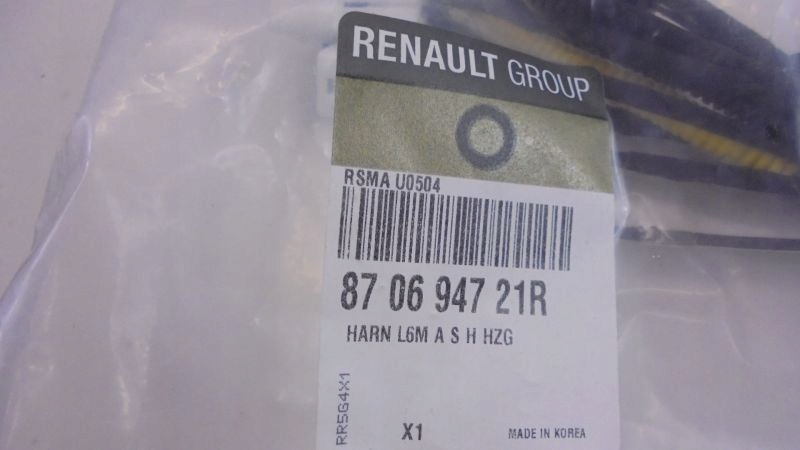 RENAULT GROUP
RSMA U0504
87 06 947 21R
HARN L6M A S H HZG
RR5G4X1
X1 MADE IN KOREA